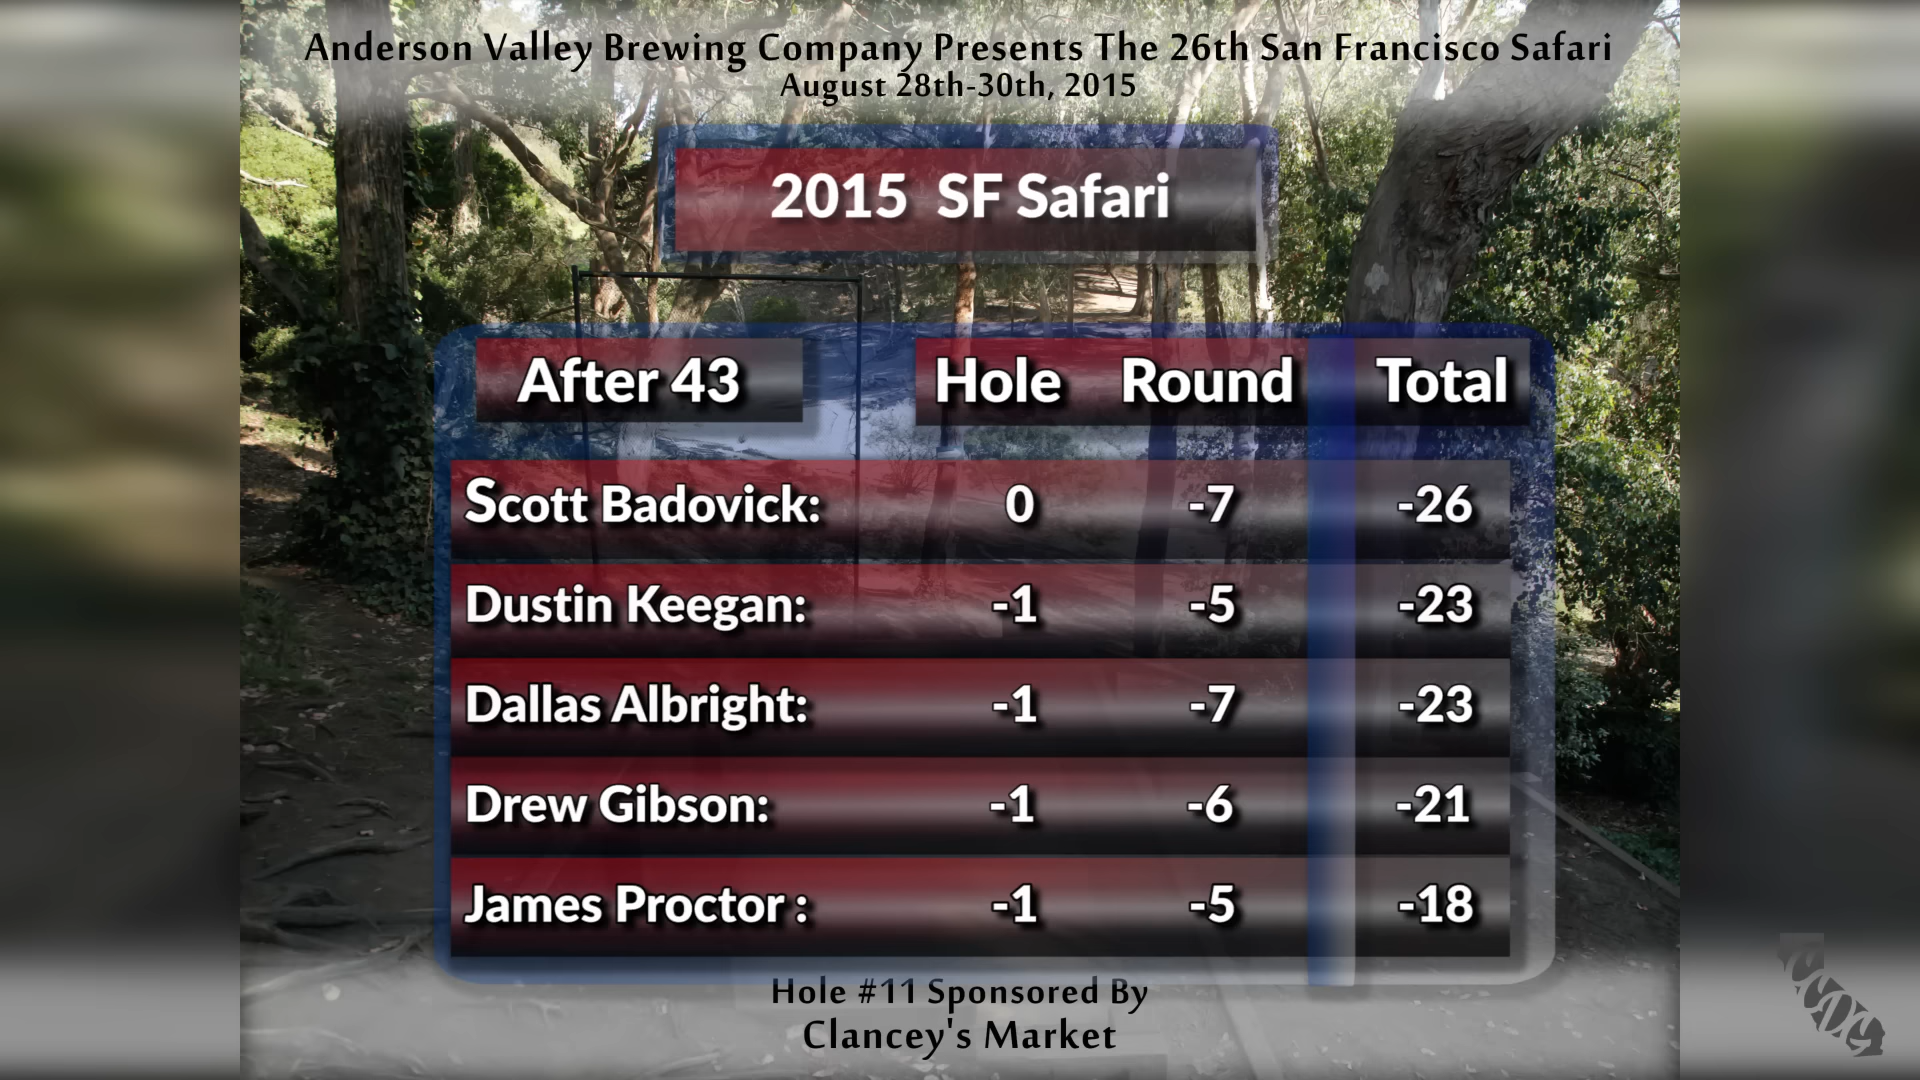 Anderson Valley Brewing Company Presents The 26th San Francisco Safari
August 28th-30th, 2015
2015 SF Safari
After 43 Hole Round Total
Scott Badovick: 0 -7 -26
Dustin Keegan: -1 -5 -23
Dallas Albright: -1 -7 -23
Drew Gibson: -1 -6 -21
James Proctor : -1 -5 -18
Hole #11 Sponsored By
Clancey's Market